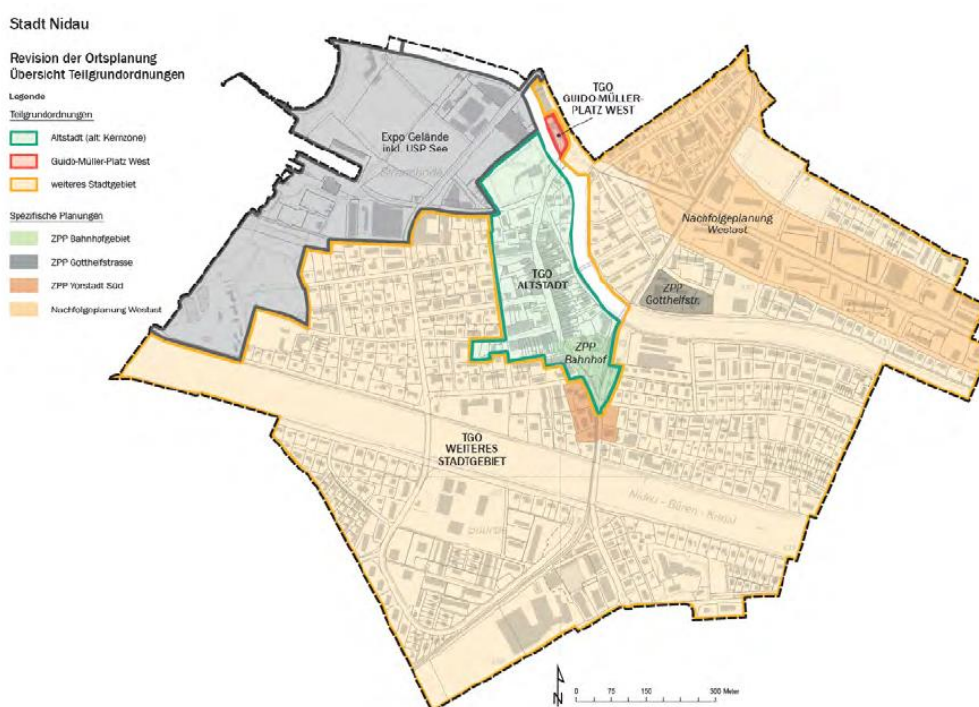 Stadt Nidau
Revision der Ortsplanung
Übersicht Teilgrundordnungen
Legende
Teilgrundordnungen
Altstadt (alt: Kernzone)
Guido-Müller-Platz West
weiteres Stadtgebiet
Spezifische Planungen
ZPP Bahnhofgebiet
ZPP Gotthelfstrasse
ZPP Vorstadt Süd
Nachfolgeplanung Westast
TGO
GUIDO-MÜLLER-
PLATZ WEST
Expo Gelände
inkl. USP See
Nachfolgeplanung
Westast
TGO
ALTSTADT
ZPP
Gotthelfstr.
ZPP
Bahnhof
TGO
WEITERES
STADTGEBIET
Nidau - Büren - Kanal
N
0 75 150 300 Meter